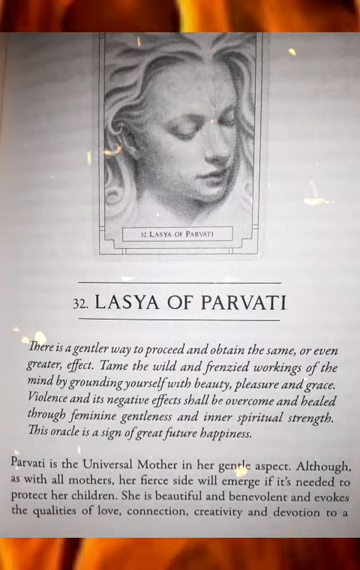 32. LASYA OF PARVATI
32. LASYA OF PARVATI
There is a gentler way to proceed and obtain the same, or even
greater, effect. Tame the wild and frenzied workings of the
mind by grounding yourself with beauty, pleasure and grace.
Violence and its negative effects shall be overcome and healed
through feminine gentleness and inner spiritual strength.
This oracle is a sign of great future happiness.
Parvati is the Universal Mother in her gentle aspect. Although,
as with all mothers, her fierce side will emerge if it's needed to
protect her children. She is beautiful and benevolent and evokes
the qualities of love, connection, creativity and devotion to a